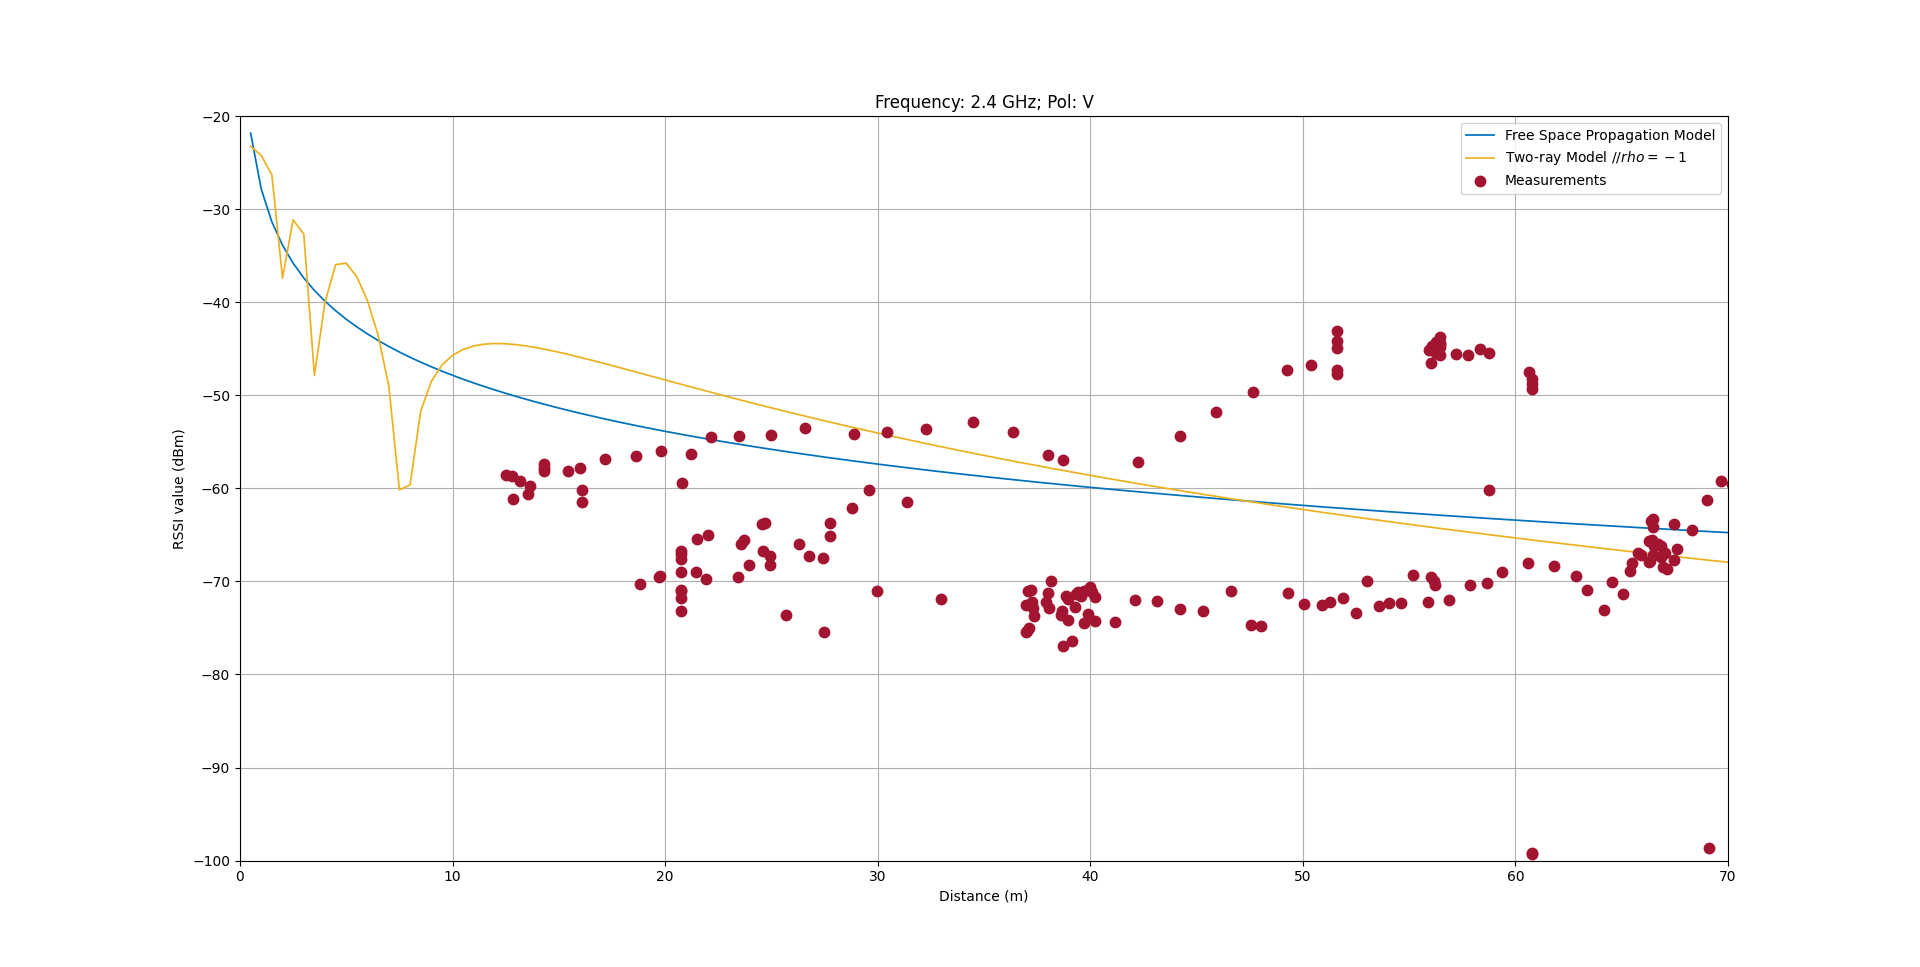 Frequency: 2.4 GHz; Pol: V
−20
−30
−40
−50
−60
−70
−80
−90
−100
RSSI value (dBm)
0 10 20 30 40 50 60 70
Distance (m)
Free Space Propagation Model
Two-ray Model //rho = −1
Measurements